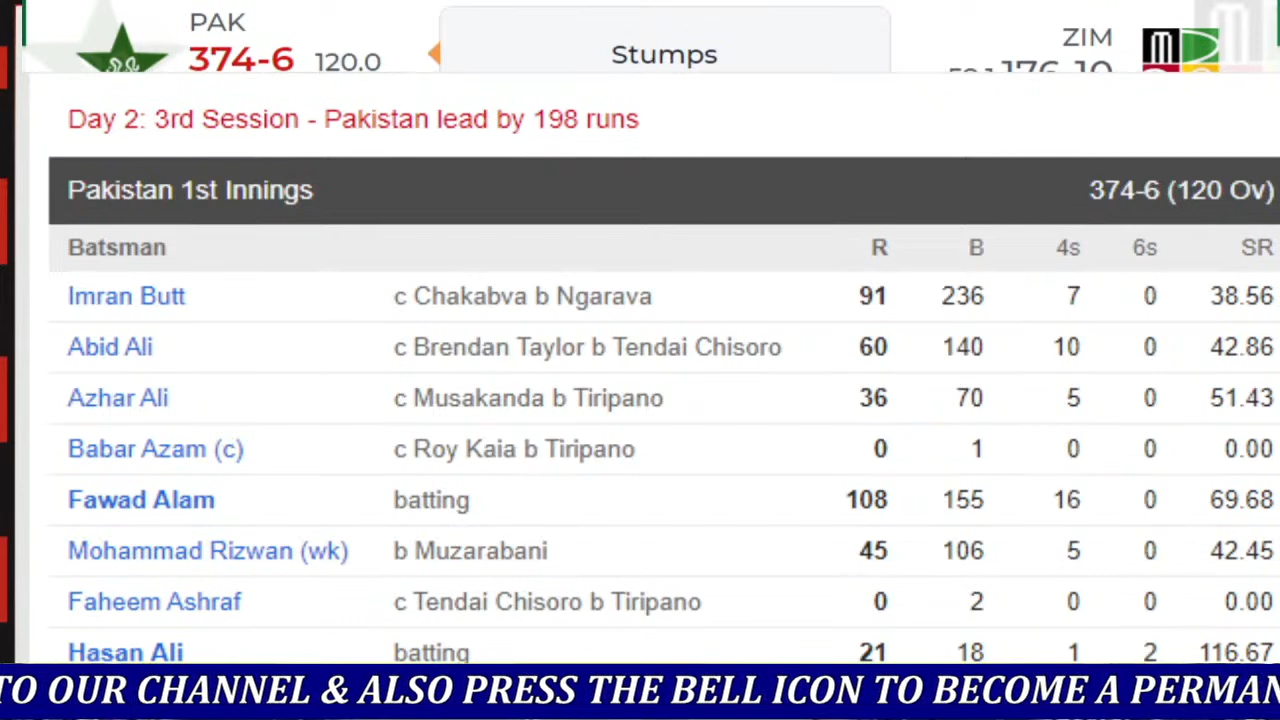 PAK
374-6 120.0
Stumps
ZIM
176-10
Day 2: 3rd Session - Pakistan lead by 198 runs
Pakistan 1st Innings 374-6 (120 Ov)
Batsman R B 4s 6s SR
Imran Butt c Chakabva b Ngarava 91 236 7 0 38.56
Abid Ali c Brendan Taylor b Tendai Chisoro 60 140 10 0 42.86
Azhar Ali c Musakanda b Tiripano 36 70 5 0 51.43
Babar Azam (c) c Roy Kaia b Tiripano 0 1 0 0 0.00
Fawad Alam batting 108 155 16 0 69.68
Mohammad Rizwan (wk) b Muzarabani 45 106 5 0 42.45
Faheem Ashraf c Tendai Chisoro b Tiripano 0 2 0 0 0.00
Hasan Ali batting 21 18 1 2 116.67
TO OUR CHANNEL & ALSO PRESS THE BELL ICON TO BECOME A PERMAN